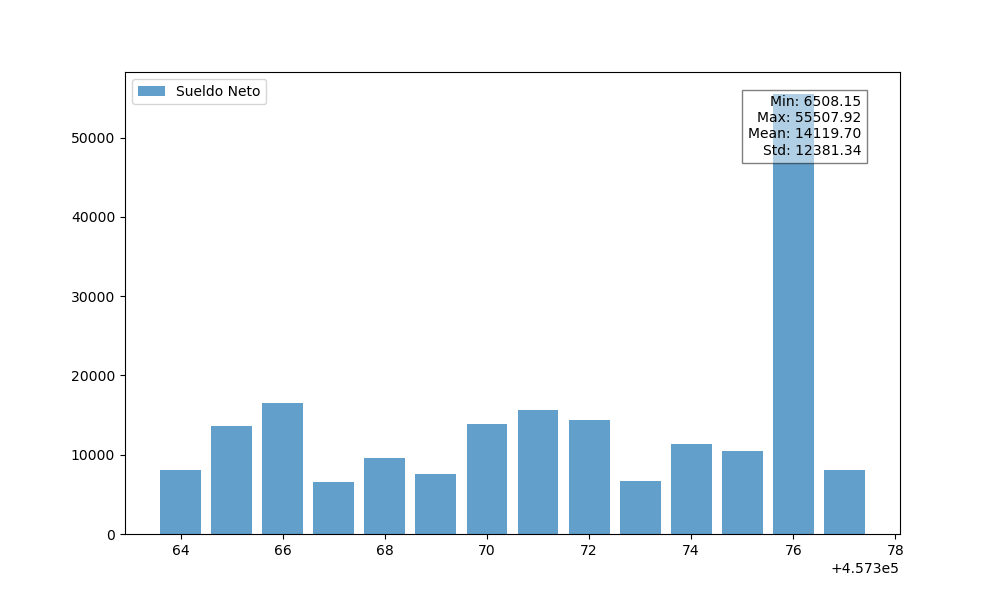 Sueldo Neto
Min: 6508.15
Max: 55507.92
Mean: 14119.70
Std: 12381.34
50000
40000
30000
20000
10000
0
64 66 68 70 72 74 76 78
+4.573e5